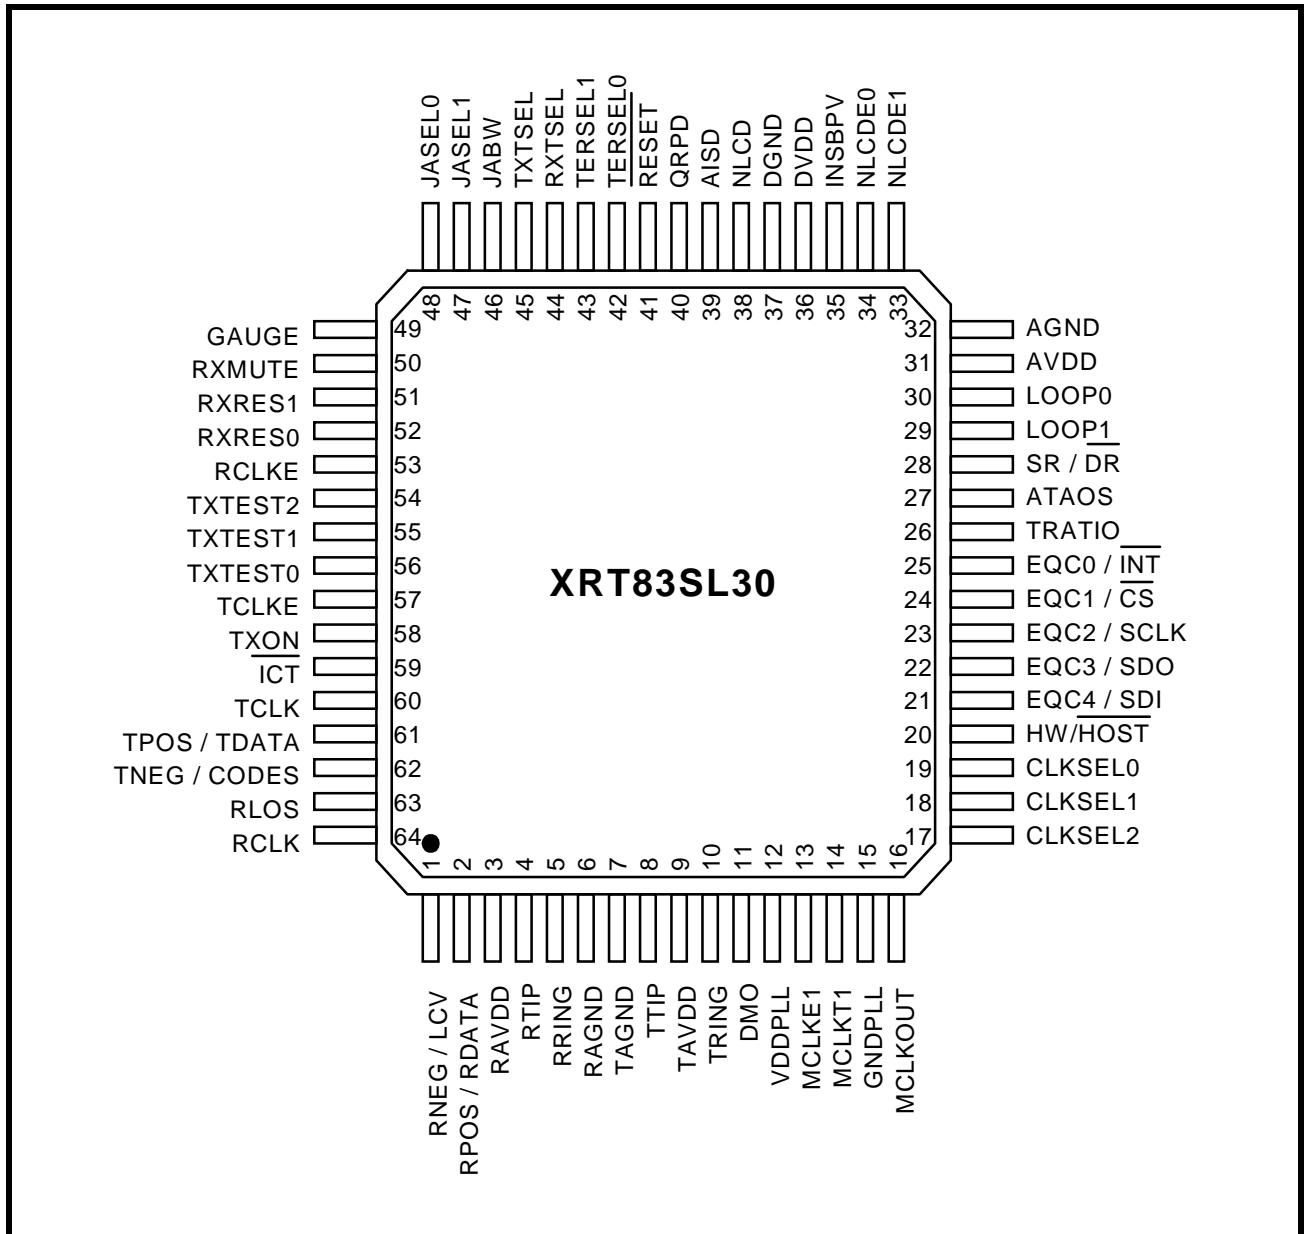 JASEL0
JASEL1
JABW
TXTSEL
RXTSEL
TERSEL1
TERSEL0
RESET
QRPD
AISD
NLCD
DGND
DVDD
INSBPV
NLCDE0
NLCDE1
48
47
46
45
44
43
42
41
40
39
38
37
36
35
34
33
GAUGE 49
RXMUTE 50
RXRES1 51
RXRES0 52
RCLKE 53
TXTEST2 54
TXTEST1 55
TXTEST0 56
TCLKE 57
TXON 58
ICT 59
TCLK 60
TPOS / TDATA 61
TNEG / CODES 62
RLOS 63
RCLK 64
XRT83SL30
32 AGND
31 AVDD
30 LOOP0
29 LOOP1
28 SR / DR
27 ATAOS
26 TRATIO
25 EQC0 / INT
24 EQC1 / CS
23 EQC2 / SCLK
22 EQC3 / SDO
21 EQC4 / SDI
20 HW/HOST
19 CLKSEL0
18 CLKSEL1
17 CLKSEL2
1
2
3
4
5
6
7
8
9
10
11
12
13
14
15
16
RNEG / LCV
RPOS / RDATA
RAVDD
RTIP
RRING
RAGND
TAGND
TTIP
TAVDD
TRING
DMO
VDDPLL
MCLKE1
MCLKT1
GNDPLL
MCLKOUT